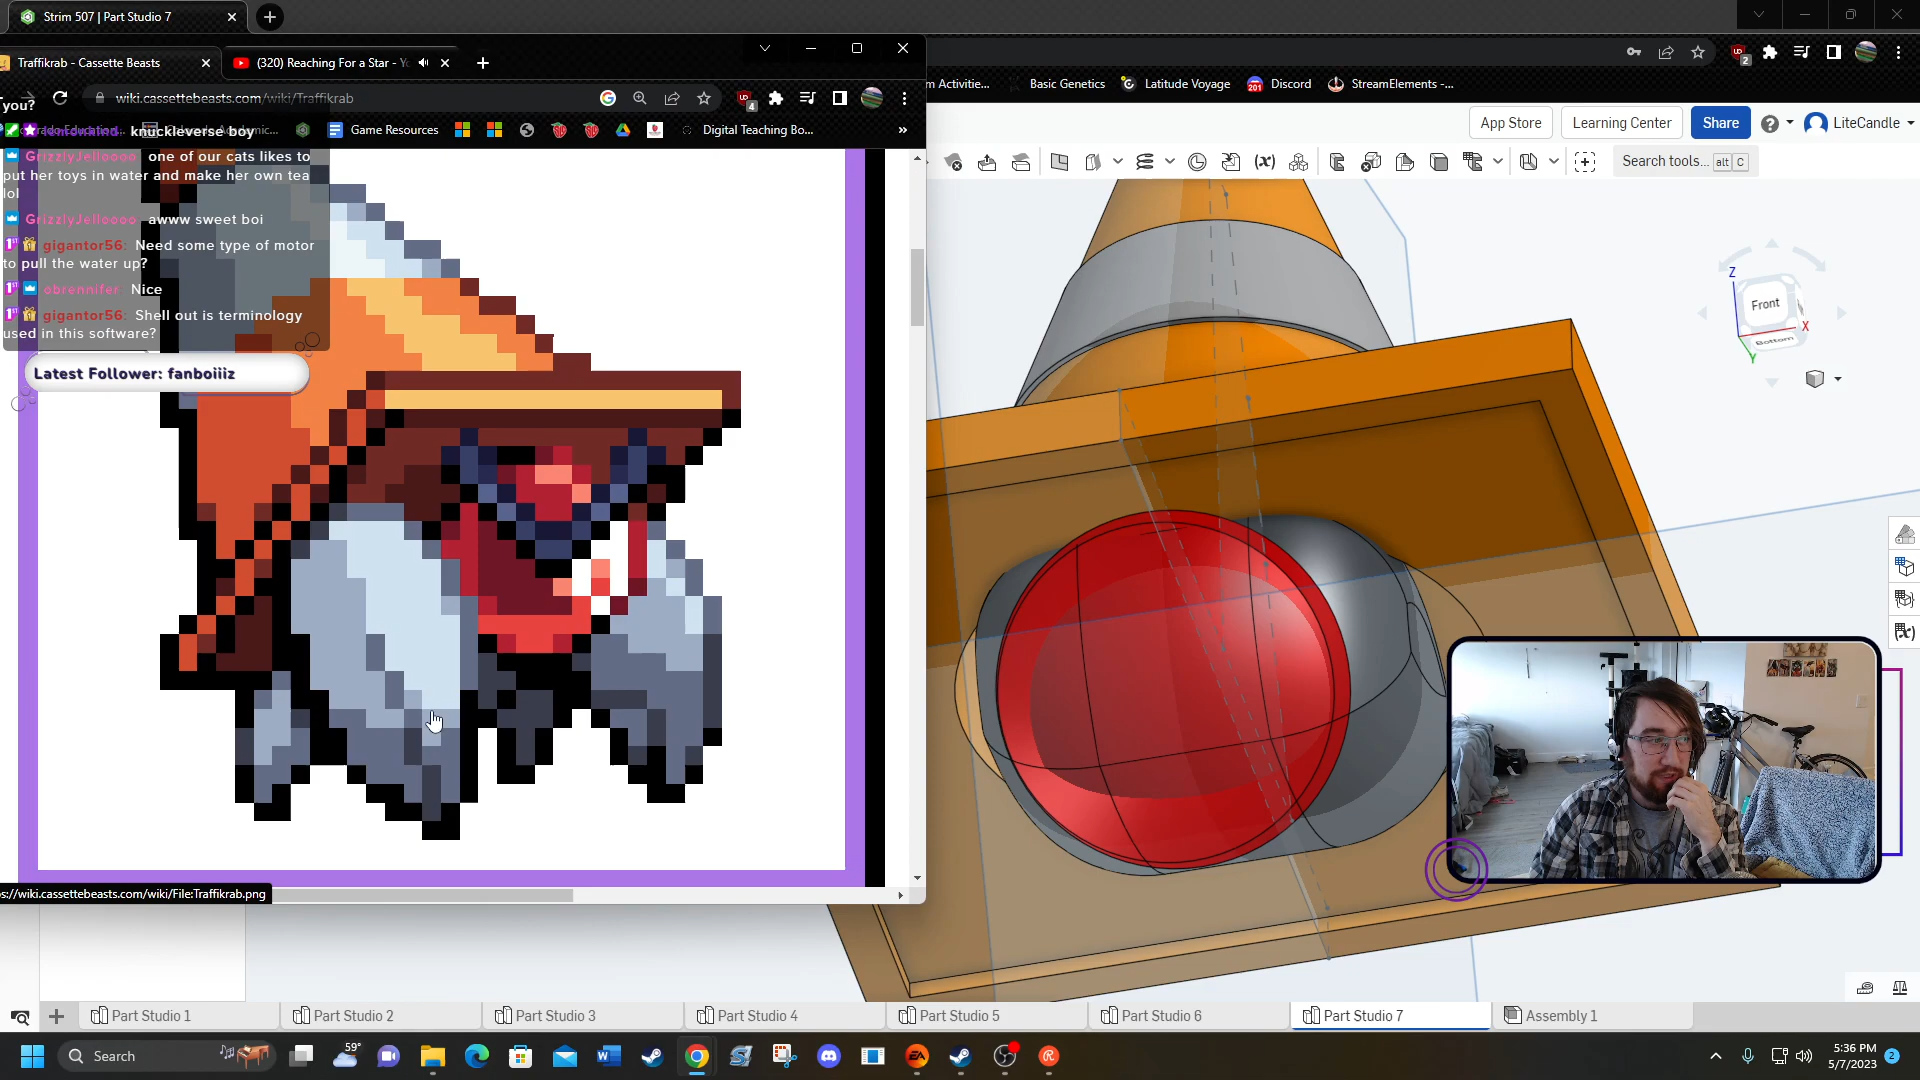 Strim 507 | Part Studio 7
Traffikrab - Cassette Beasts
(320) Reaching For a Star - Yo
wiki.cassettebeasts.com/wiki/Traffikrab
Game Resources
Digital Teaching Bo...
»
m Activitie...
Basic Genetics
Latitude Voyage
Discord
StreamElements -...
App Store
Learning Center
Share
LiteCandle
Search tools...
alt C
you?
knuckleverse boy
GrizzlyJelloooo one of our cats likes to
put her toys in water and make her own tea
lol
GrizzlyJelloooo awww sweet boi
gigantor56: Need some type of motor
to pull the water up?
obrennifer: Nice
gigantor56: Shell out is terminology
used in this software?
Latest Follower: fanboiiiz
Z
Front
X
Bottom
Y
s://wiki.cassettebeasts.com/wiki/File:Traffikrab.png
Part Studio 1
Part Studio 2
Part Studio 3
Part Studio 4
Part Studio 5
Part Studio 6
Part Studio 7
Assembly 1
Search
59°
5:36 PM
5/7/2023
2